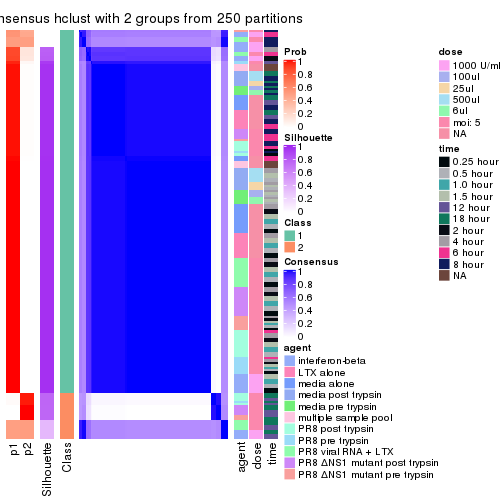 nsensus hclust with 2 groups from 250 partitions
Prob
1
0.8
0.6
0.4
0.2
0
Silhouette
1
0.8
0.6
0.4
0.2
0
Class
1
2
Consensus
1
0.8
0.6
0.4
0.2
0
agent
interferon-beta
LTX alone
media alone
media post trypsin
media pre trypsin
multiple sample pool
PR8 post trypsin
PR8 pre trypsin
PR8 viral RNA + LTX
PR8 ΔNS1 mutant post trypsin
PR8 ΔNS1 mutant pre trypsin
dose
1000 U/ml
100ul
25ul
500ul
6ul
moi: 5
NA
time
0.25 hour
0.5 hour
1.0 hour
1.5 hour
12 hour
18 hour
2 hour
4 hour
6 hour
8 hour
NA
p1
p2
Silhouette
Class
agent
dose
time